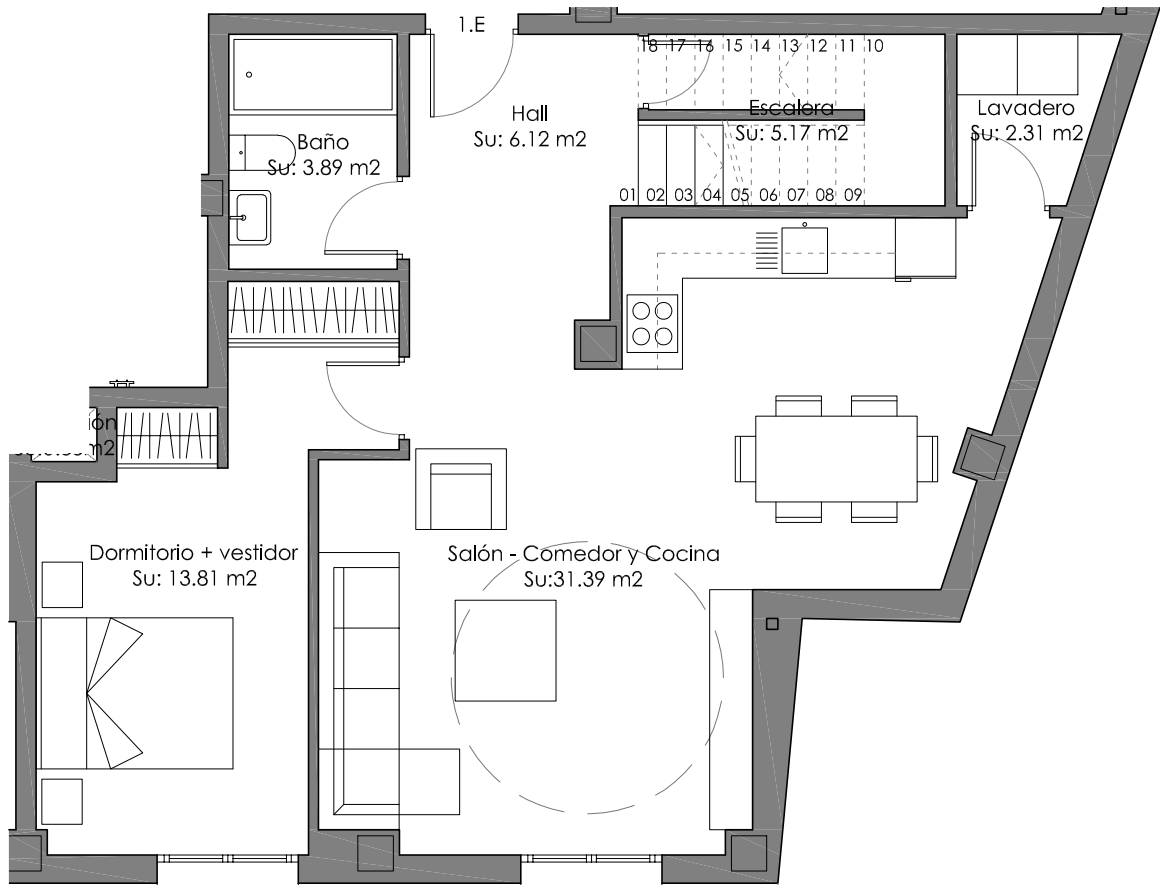 1.E
18 17 16 15 14 13 12 11 10
Hall
Su: 6.12 m2
Escalera
Su: 5.17 m2
Lavadero
Su: 2.31 m2
Baño
Su: 3.89 m2
01 02 03 04 05 06 07 08 09
Dormitorio + vestidor
Su: 13.81 m2
Salón - Comedor y Cocina
Su:31.39 m2